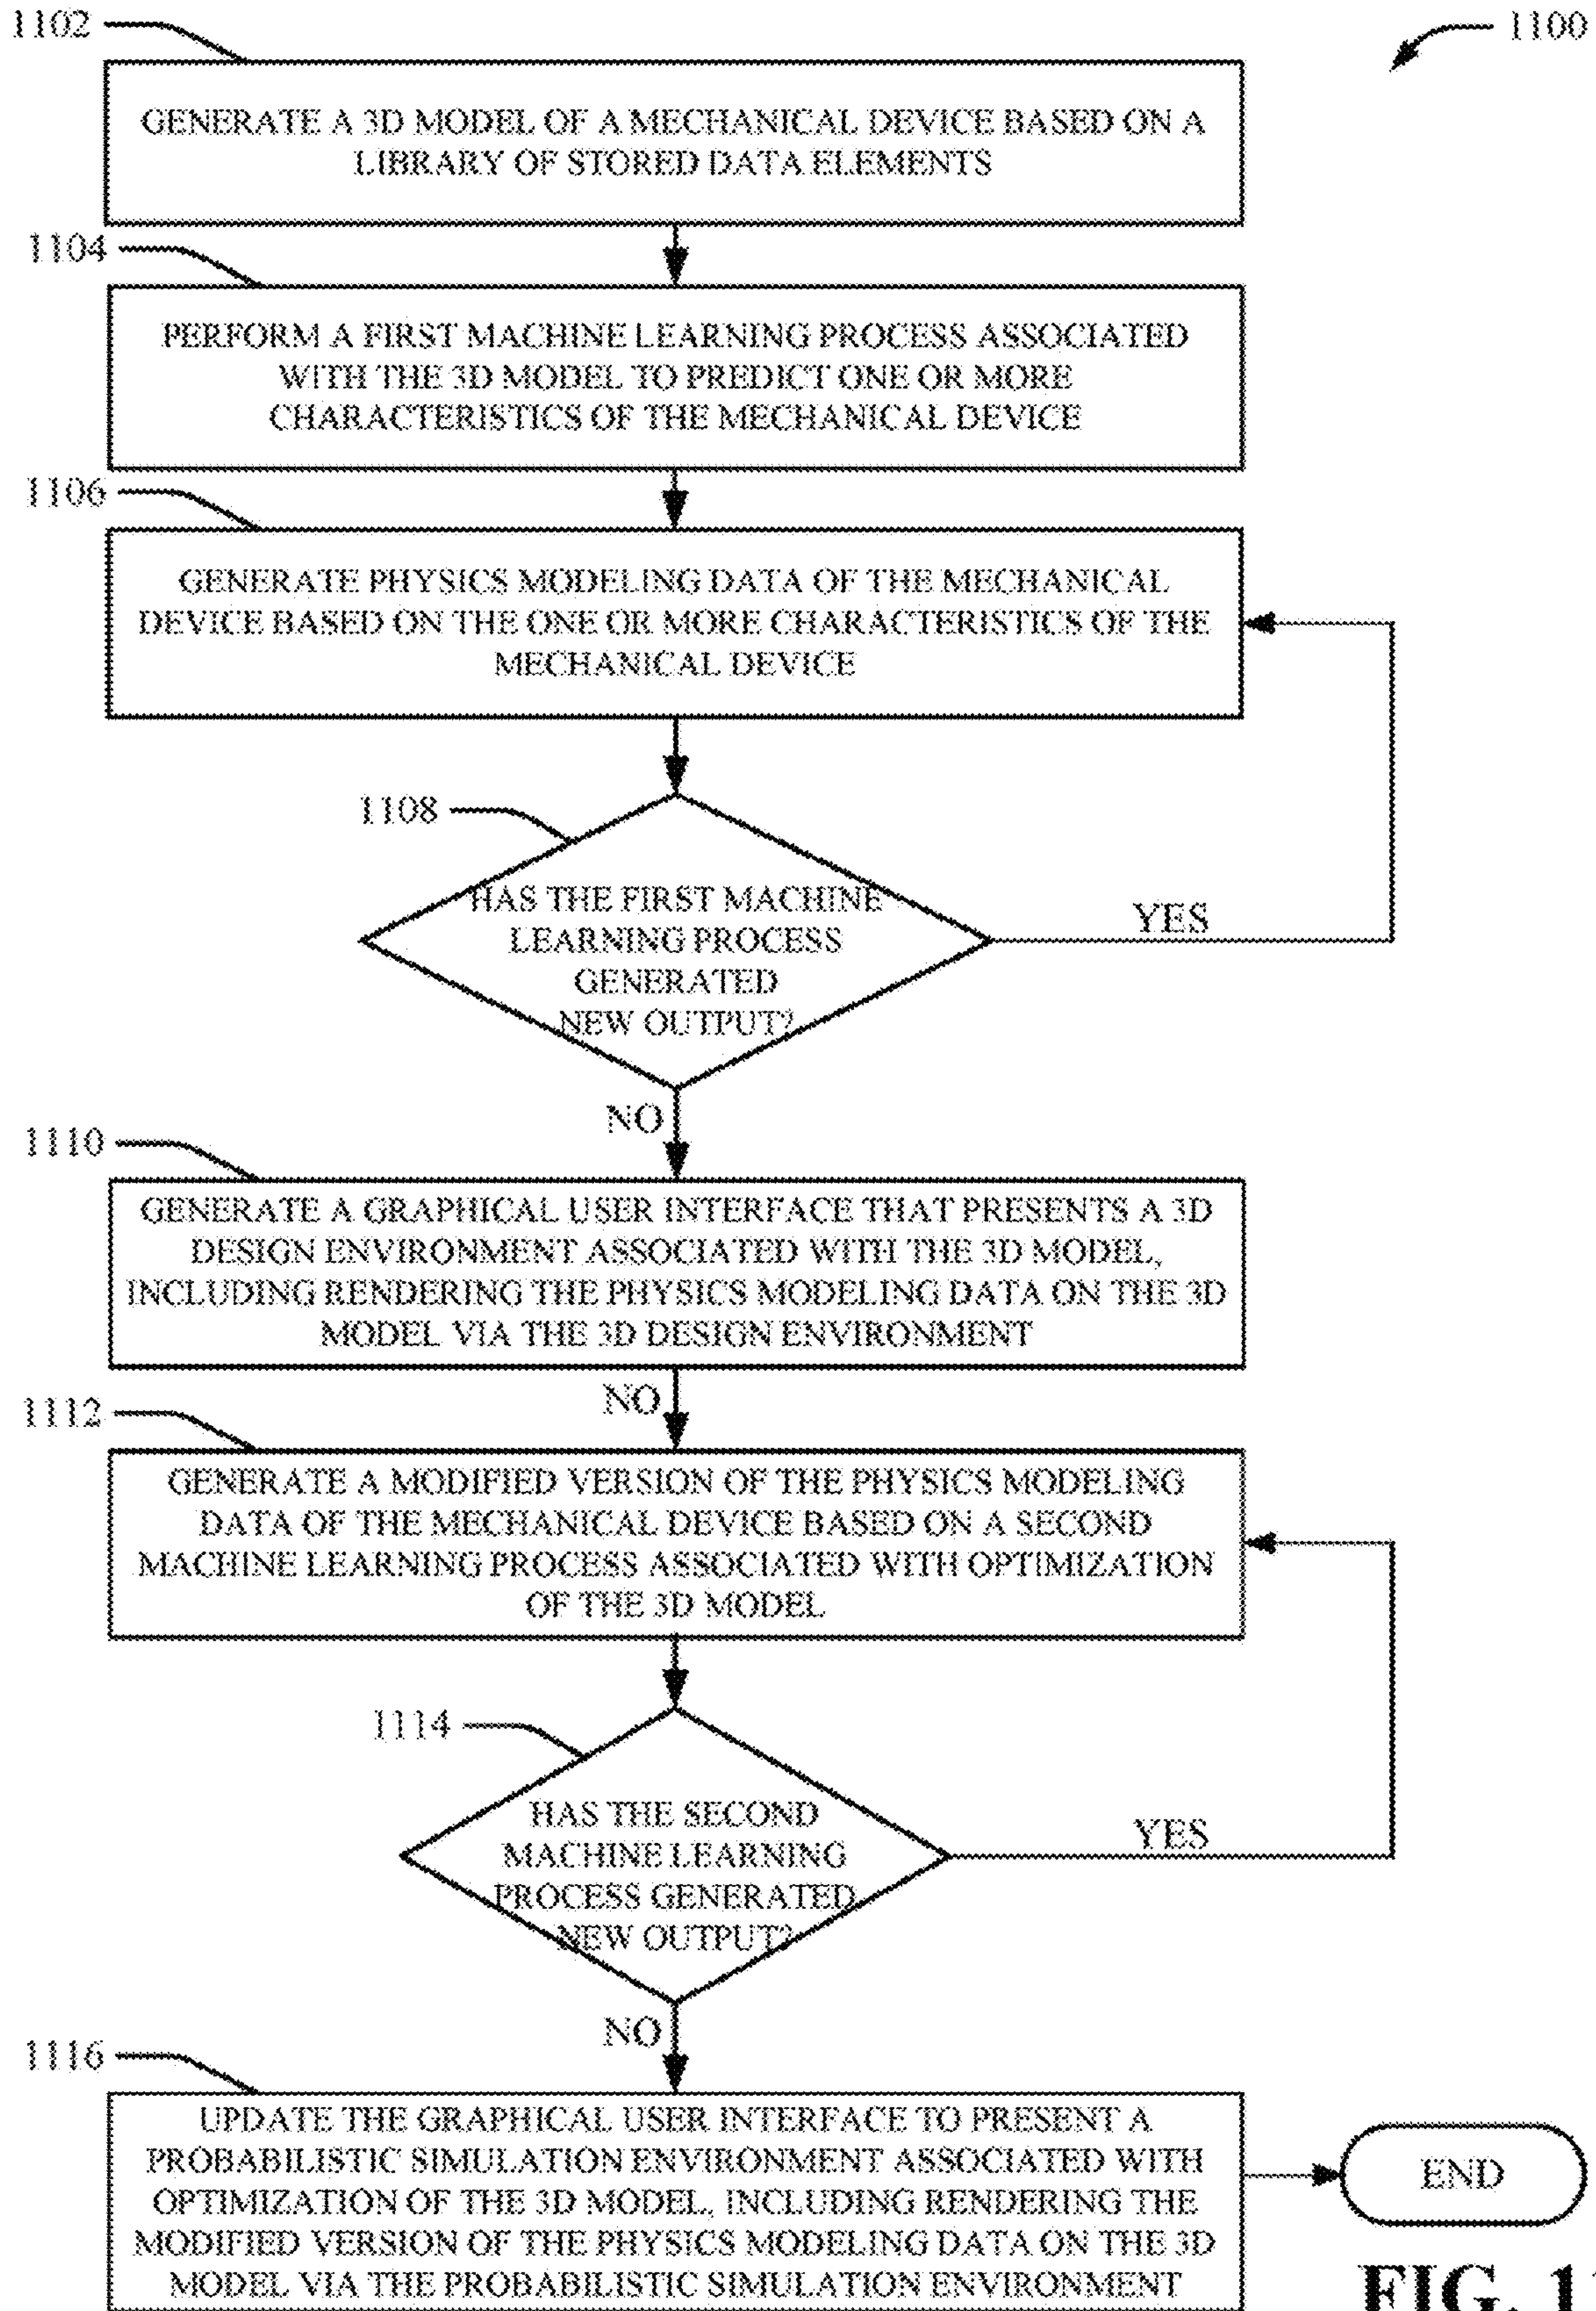 1102
1100
GENERATE A 3D MODEL OF A MECHANICAL DEVICE BASED ON A
LIBRARY OF STORED DATA ELEMENTS
1104
PERFORM A FIRST MACHINE LEARNING PROCESS ASSOCIATED
WITH THE 3D MODEL TO PREDICT ONE OR MORE
CHARACTERISTICS OF THE MECHANICAL DEVICE
1106
GENERATE PHYSICS MODELING DATA OF THE MECHANICAL
DEVICE BASED ON THE ONE OR MORE CHARACTERISTICS OF THE
MECHANICAL DEVICE
1108
HAS THE FIRST MACHINE
LEARNING PROCESS
GENERATED
NEW OUTPUT?
YES
NO
1110
GENERATE A GRAPHICAL USER INTERFACE THAT PRESENTS A 3D
DESIGN ENVIRONMENT ASSOCIATED WITH THE 3D MODEL,
INCLUDING RENDERING THE PHYSICS MODELING DATA ON THE 3D
MODEL VIA THE 3D DESIGN ENVIRONMENT
NO
1112
GENERATE A MODIFIED VERSION OF THE PHYSICS MODELING
DATA OF THE MECHANICAL DEVICE BASED ON A SECOND
MACHINE LEARNING PROCESS ASSOCIATED WITH OPTIMIZATION
OF THE 3D MODEL
1114
HAS THE SECOND
MACHINE LEARNING
PROCESS GENERATED
NEW OUTPUT?
YES
NO
1116
UPDATE THE GRAPHICAL USER INTERFACE TO PRESENT A
PROBABILISTIC SIMULATION ENVIRONMENT ASSOCIATED WITH
OPTIMIZATION OF THE 3D MODEL, INCLUDING RENDERING THE
MODIFIED VERSION OF THE PHYSICS MODELING DATA ON THE 3D
MODEL VIA THE PROBABILISTIC SIMULATION ENVIRONMENT
END
FIG. 11